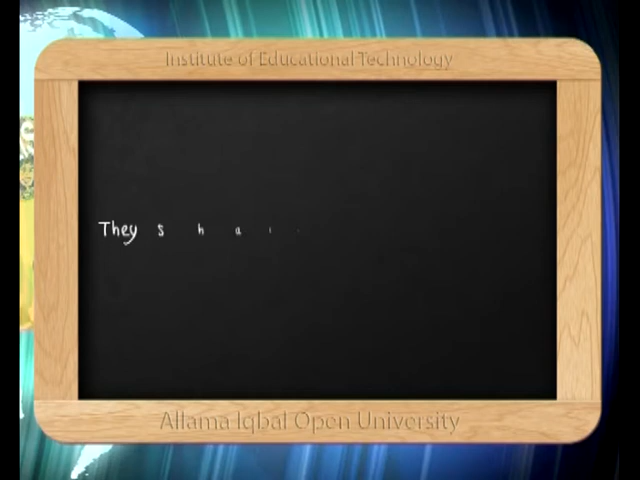 Institute of Educational Technology
They s h a
Allama Iqbal Open University